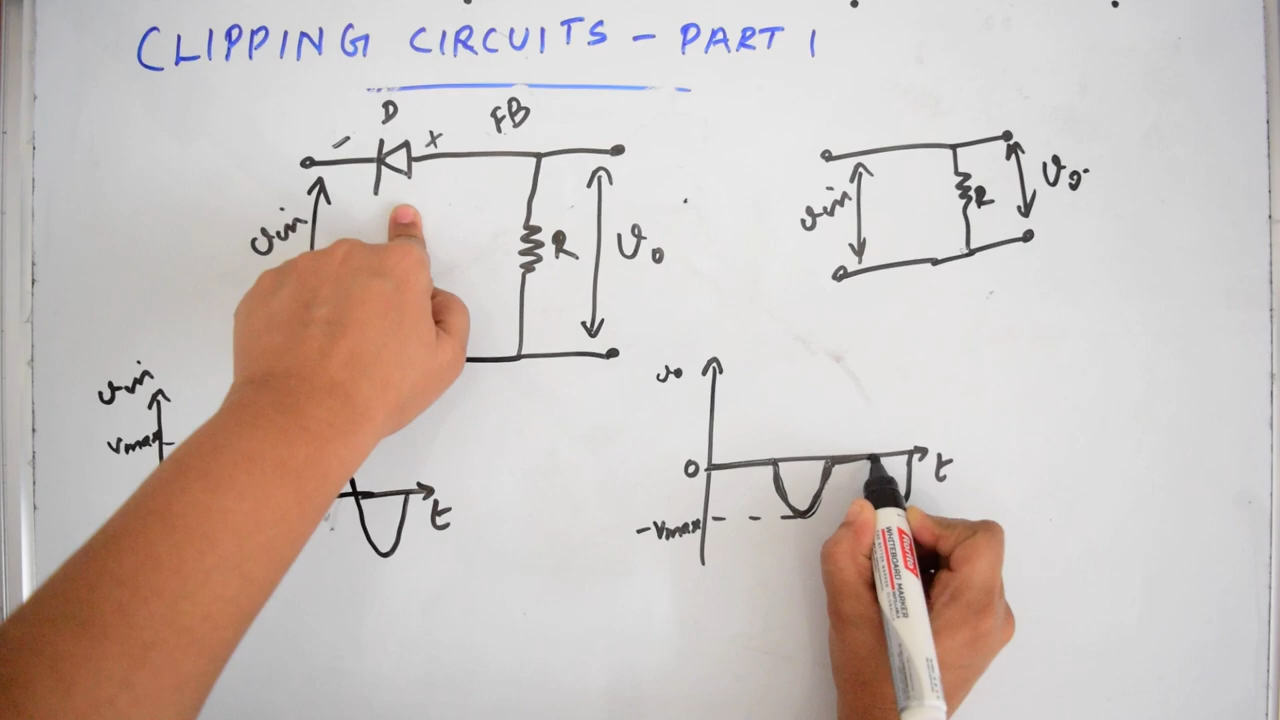 CLIPPING CIRCUITS - PART 1
D
FB
- +
Vin
R
Vo
Vin
R
Vo
Vin
Vmax
t
Vo
0
t
-Vmax
WHITEBOARD MARKER